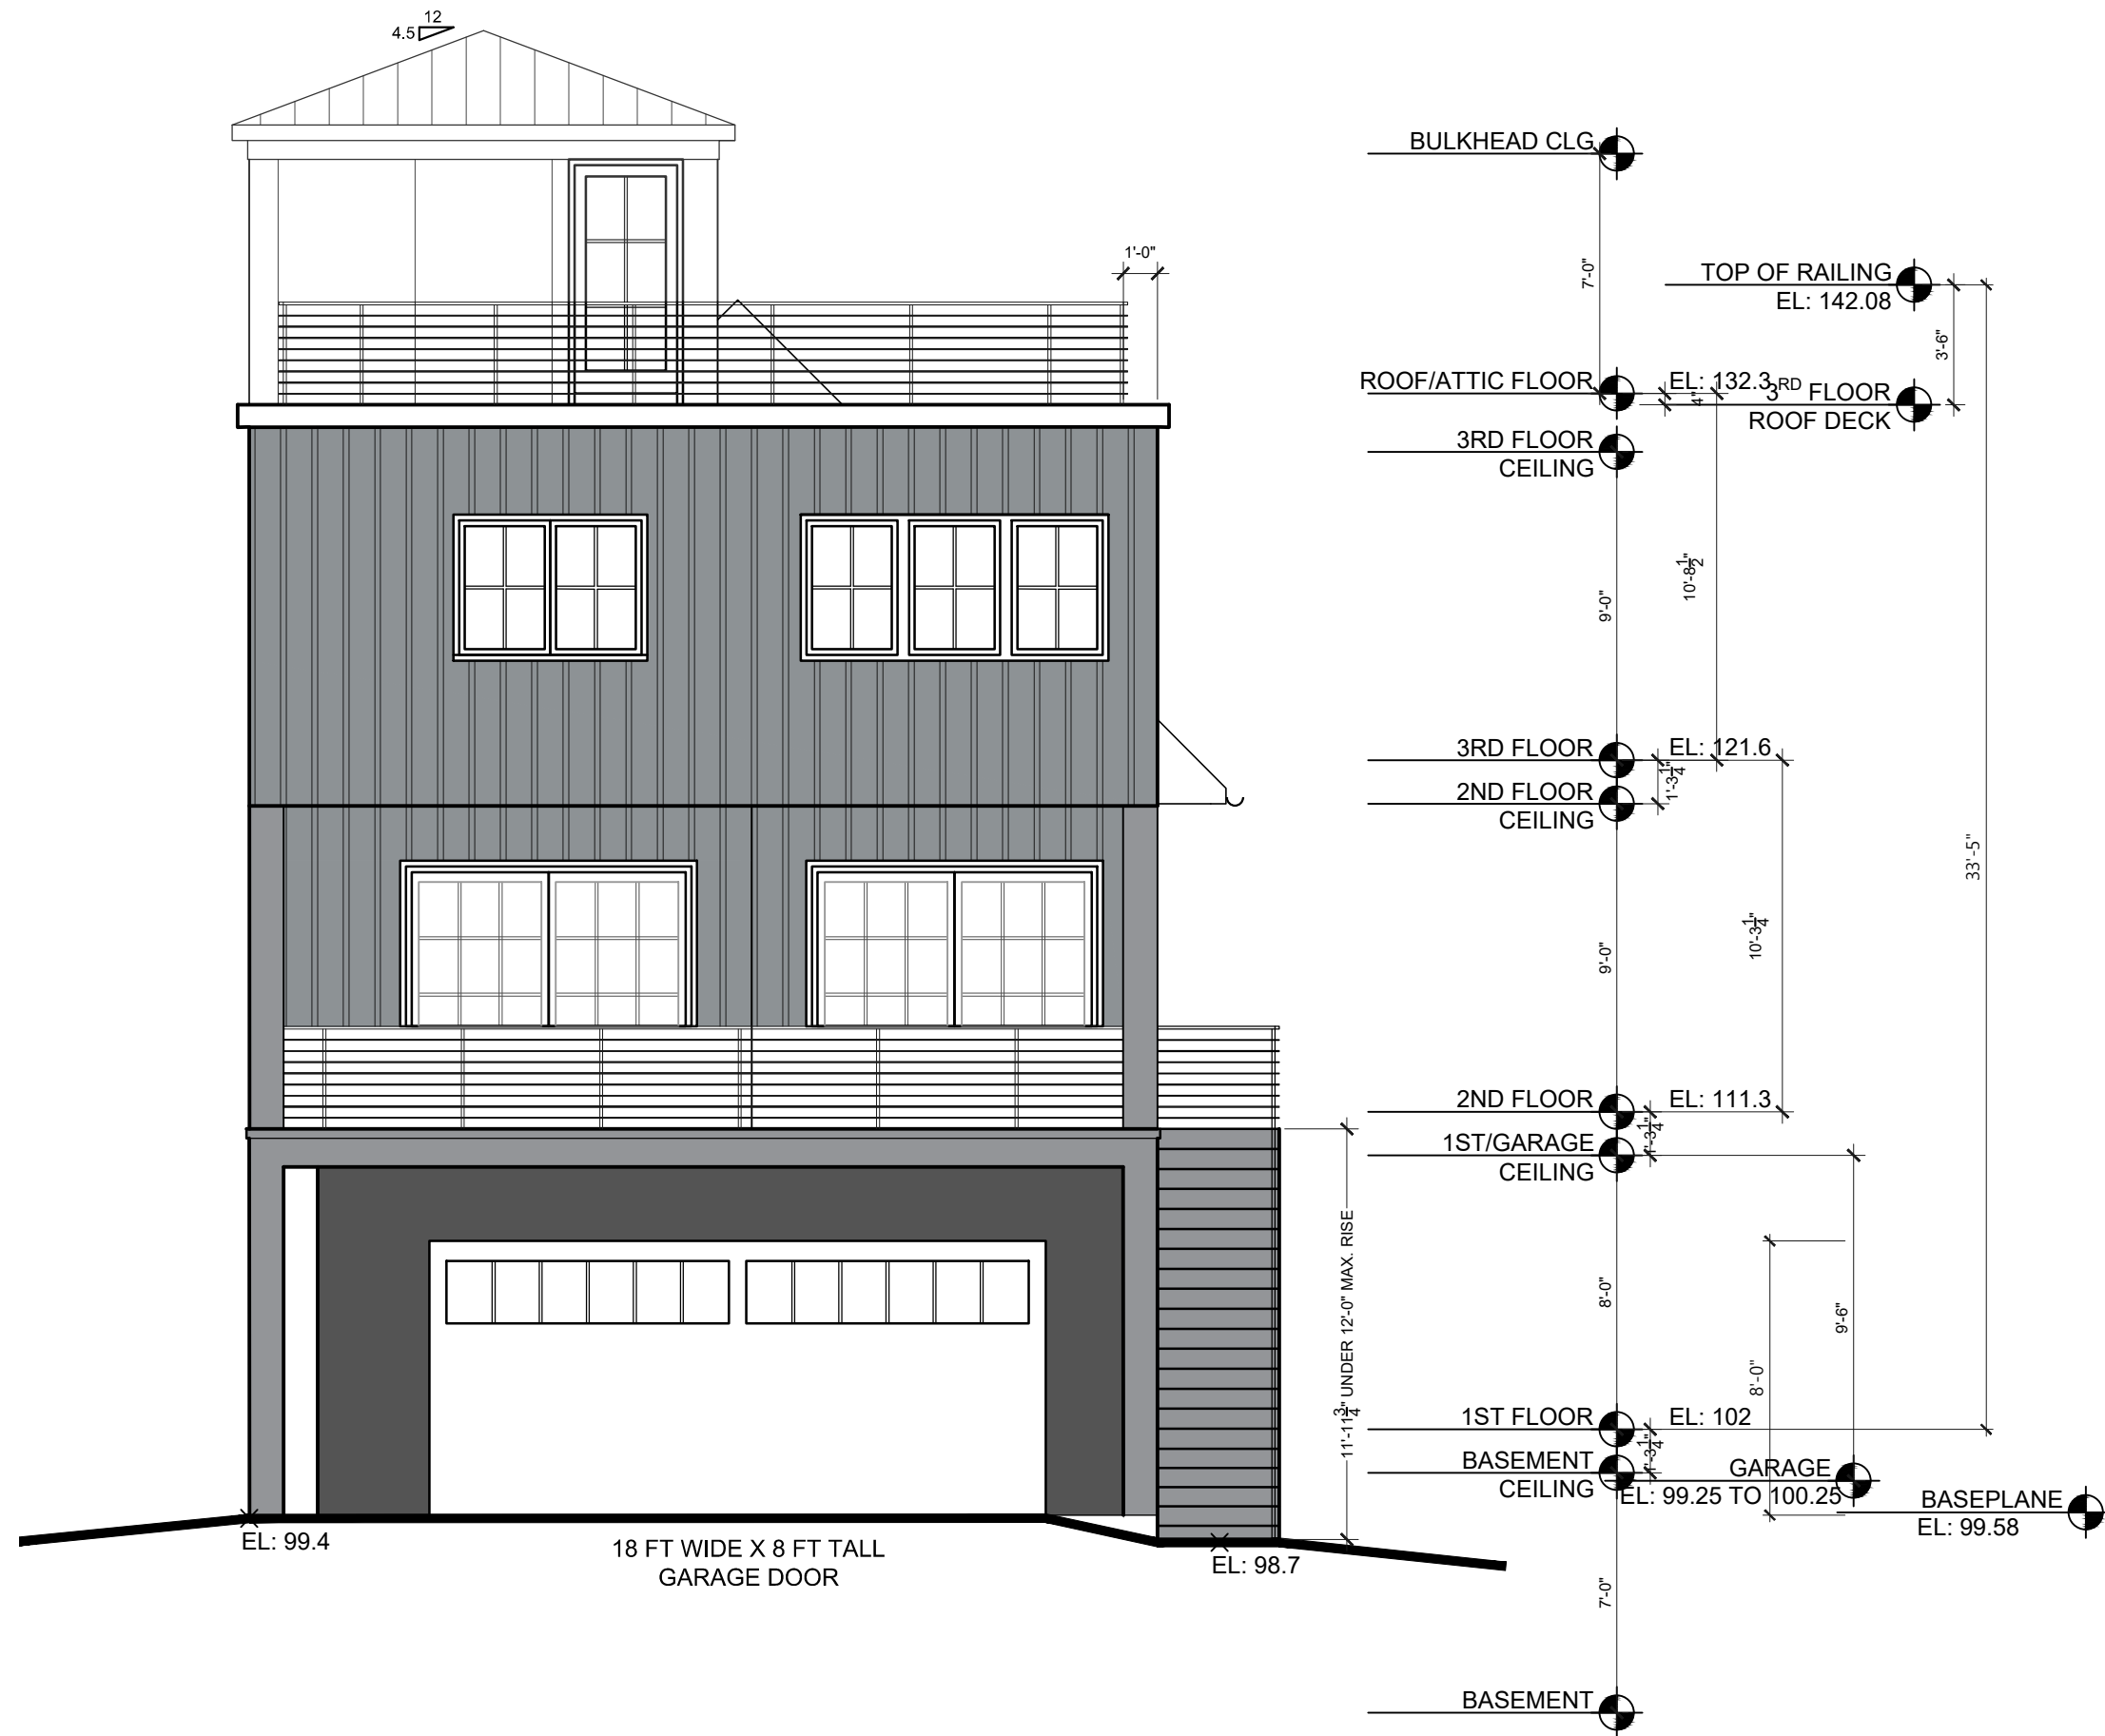 12
4.5
BULKHEAD CLG
1'-0"
TOP OF RAILING
EL: 142.08
7'-0"
3'-6"
ROOF/ATTIC FLOOR
EL: 132.3
4"
3RD FLOOR
ROOF DECK
3RD FLOOR
CEILING
10'-8 1/2"
9'-0"
3RD FLOOR
EL: 121.6
1'-3 1/4"
2ND FLOOR
CEILING
33'-5"
10'-3 1/4"
9'-0"
2ND FLOOR
EL: 111.3
1'-3 1/4"
1ST/GARAGE
CEILING
11'-11 3/4" UNDER 12'-0" MAX. RISE
8'-0"
9'-6"
8'-0"
1ST FLOOR
EL: 102
1'-3 1/4"
BASEMENT
CEILING
GARAGE
EL: 99.25 TO 100.25
BASEPLANE
EL: 99.58
EL: 99.4
18 FT WIDE X 8 FT TALL
GARAGE DOOR
EL: 98.7
7'-0"
BASEMENT